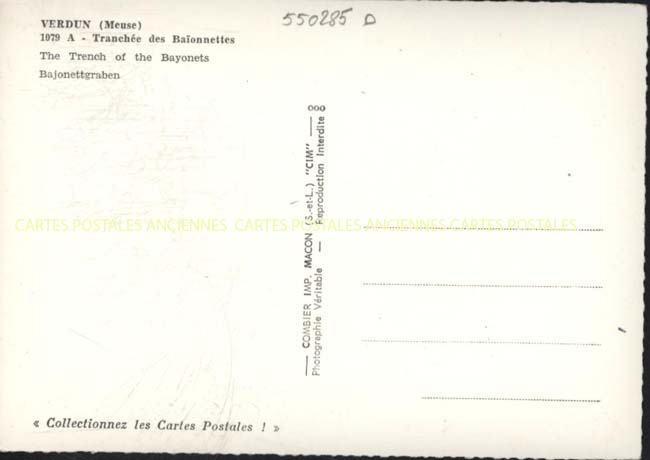 550285 D
VERDUN (Meuse)
1079 A - Tranchée des Baïonnettes
The Trench of the Bayonets
Bajonettgraben
— COMBIER IMP. MACON (S.-et-L.) "CIM" — ooo
Photographie Véritable — Reproduction Interdite
CARTES POSTALES ANCIENNES CARTES POSTALES ANCIENNES CARTES POSTALES
« Collectionnez les Cartes Postales ! »